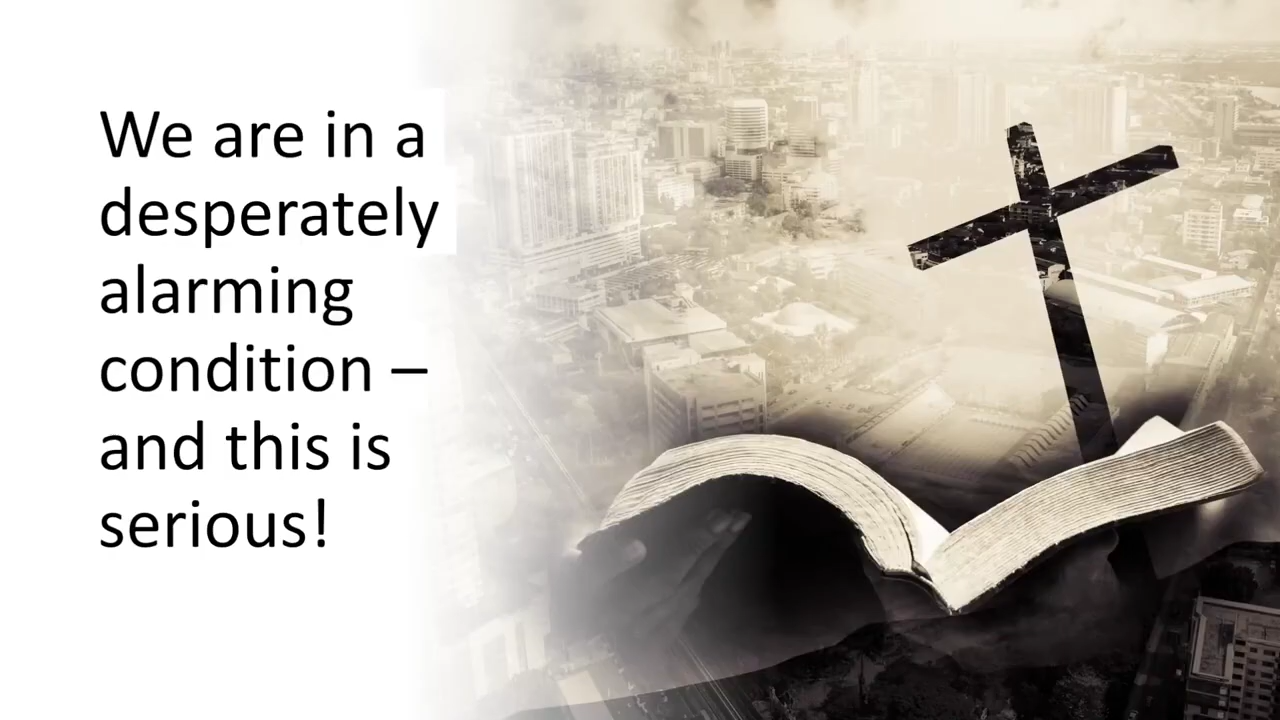 We are in a
desperately
alarming
condition –
and this is
serious!